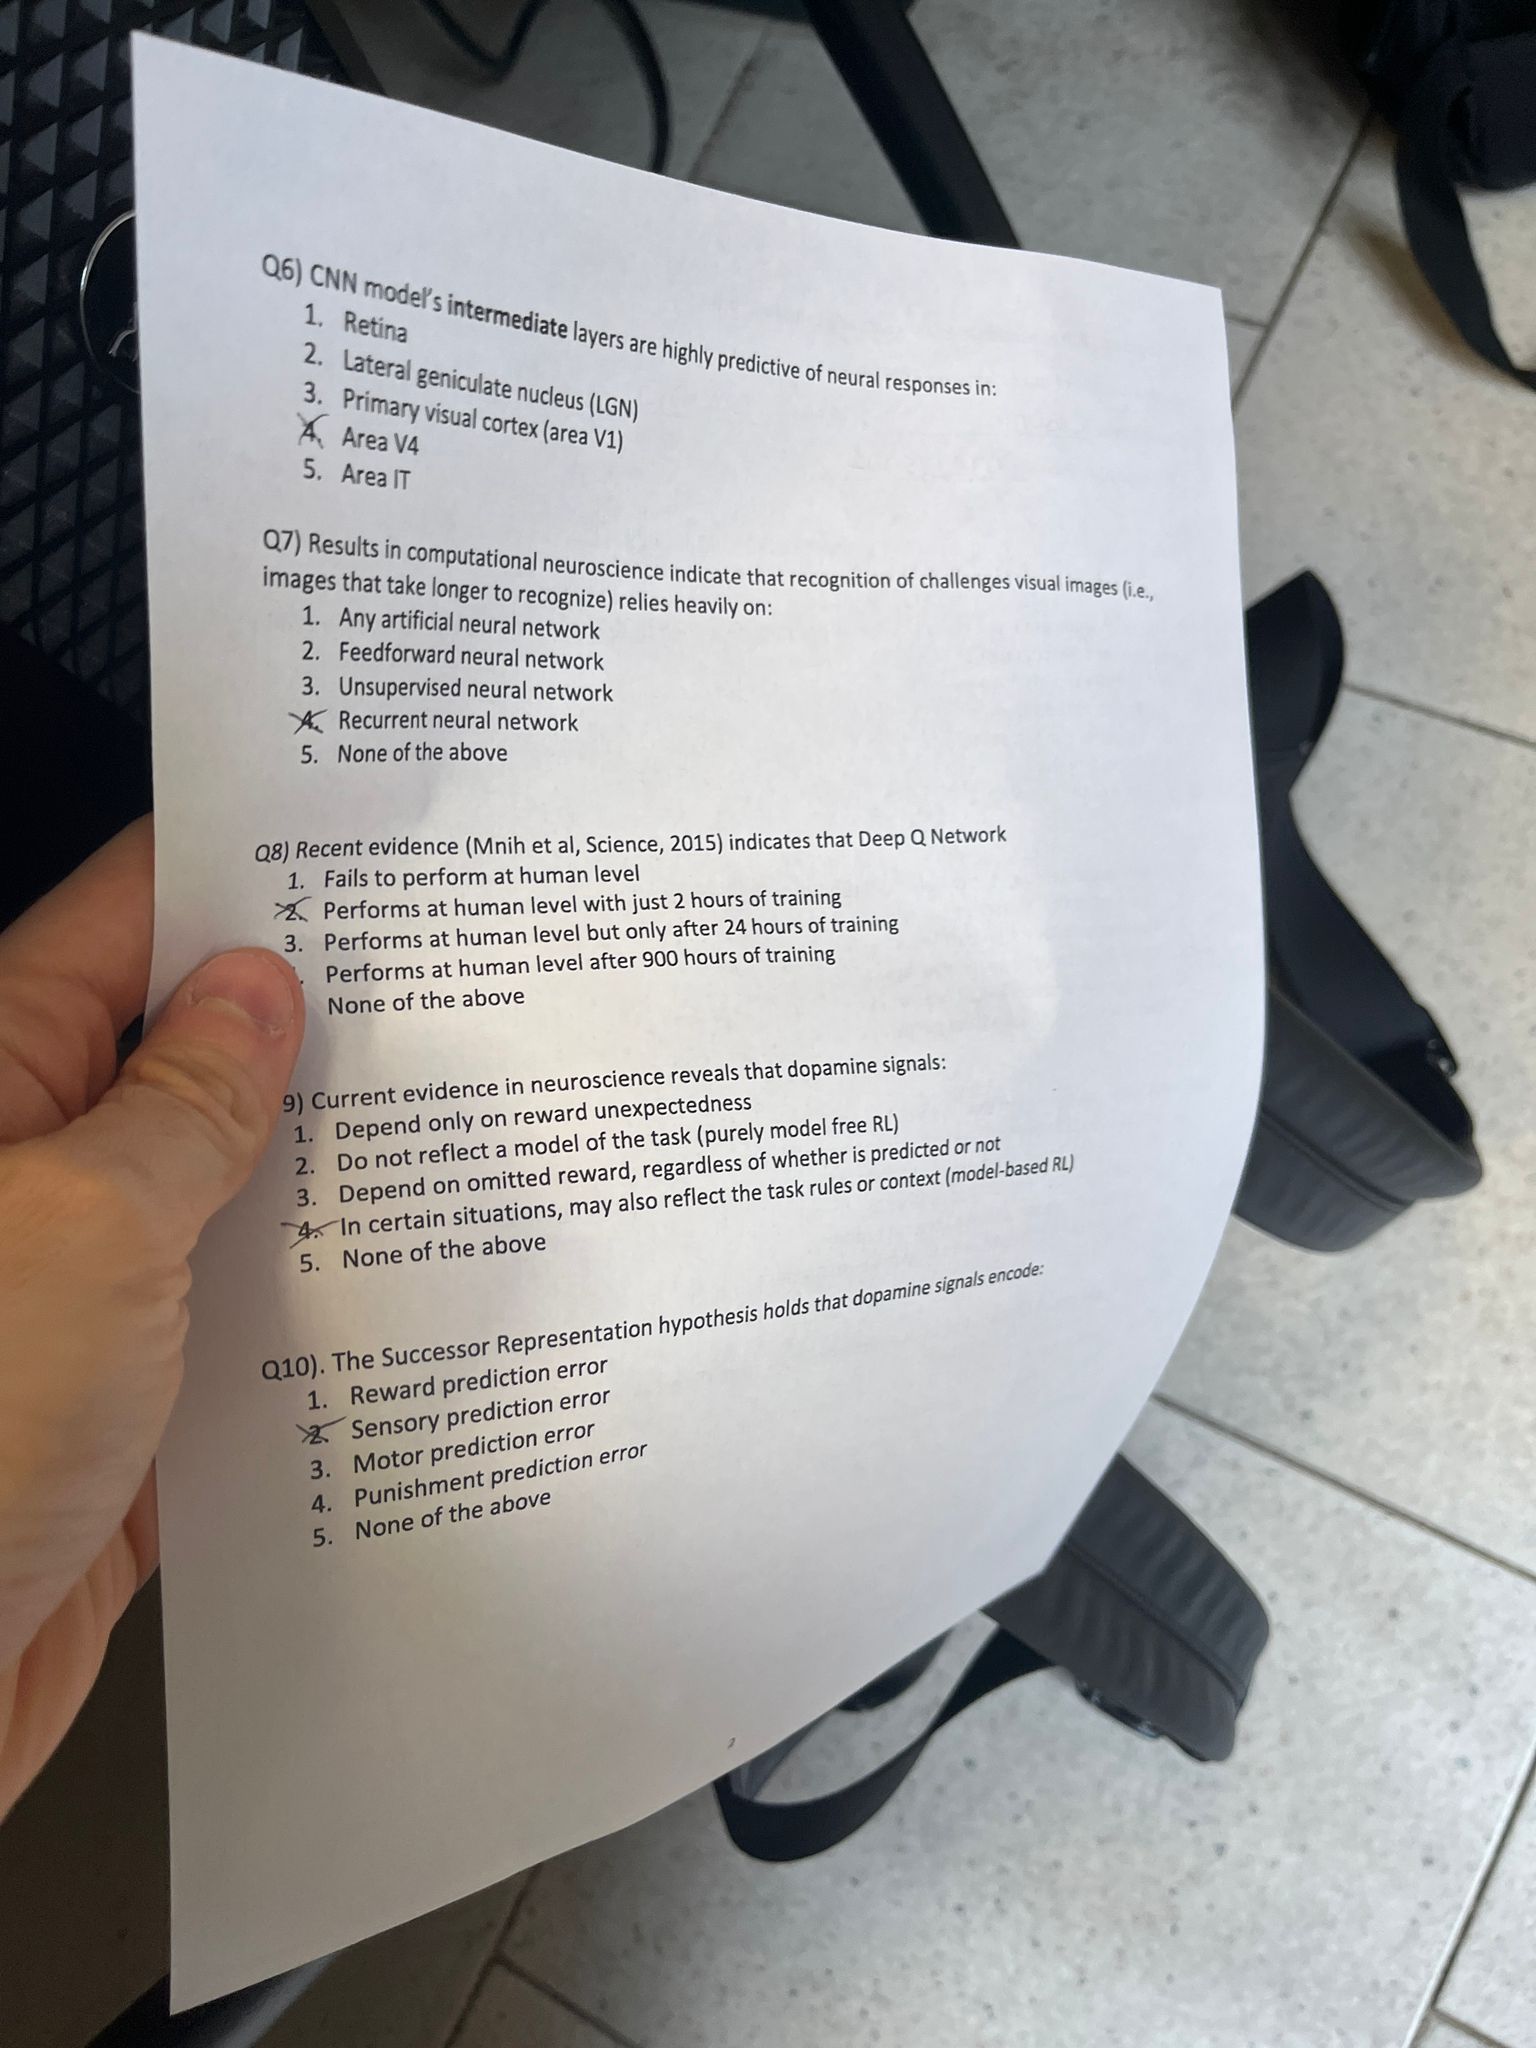 Q6) CNN model's intermediate layers are highly predictive of neural responses in:
1. Retina
2. Lateral geniculate nucleus (LGN)
3. Primary visual cortex (area V1)
4. Area V4
5. Area IT
Q7) Results in computational neuroscience indicate that recognition of challenges visual images (i.e.,
images that take longer to recognize) relies heavily on:
1. Any artificial neural network
2. Feedforward neural network
3. Unsupervised neural network
4. Recurrent neural network
5. None of the above
Q8) Recent evidence (Mnih et al, Science, 2015) indicates that Deep Q Network
1. Fails to perform at human level
2. Performs at human level with just 2 hours of training
3. Performs at human level but only after 24 hours of training
. Performs at human level after 900 hours of training
None of the above
9) Current evidence in neuroscience reveals that dopamine signals:
1. Depend only on reward unexpectedness
2. Do not reflect a model of the task (purely model free RL)
3. Depend on omitted reward, regardless of whether is predicted or not
4. In certain situations, may also reflect the task rules or context (model-based RL)
5. None of the above
Q10). The Successor Representation hypothesis holds that dopamine signals encode:
1. Reward prediction error
2. Sensory prediction error
3. Motor prediction error
4. Punishment prediction error
5. None of the above
2